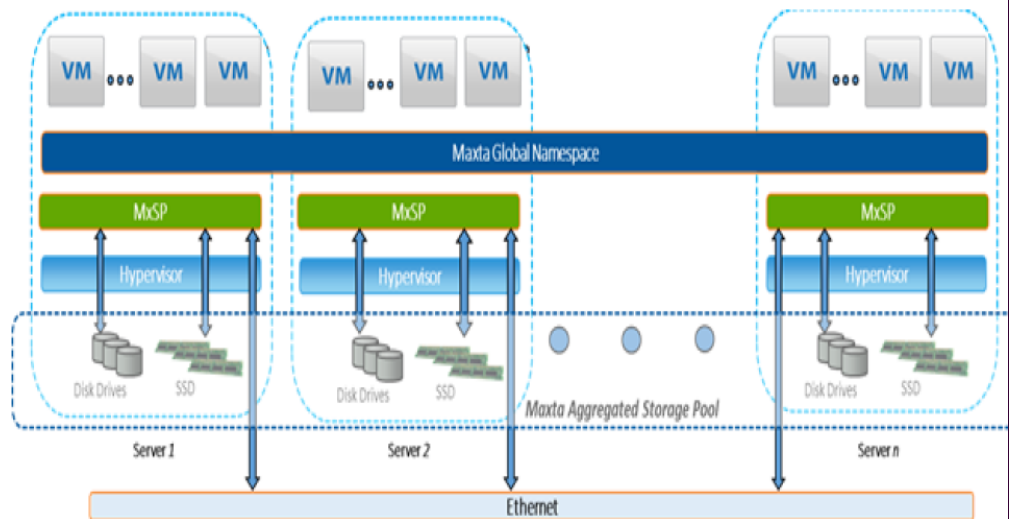 VM VM VM VM VM VM VM VM VM
Maxta Global Namespace
MxSP MxSP MxSP
Hypervisor Hypervisor Hypervisor
Disk Drives SSD Disk Drives SSD Disk Drives SSD
Maxta Aggregated Storage Pool
Server 1 Server 2 Server n
Ethernet